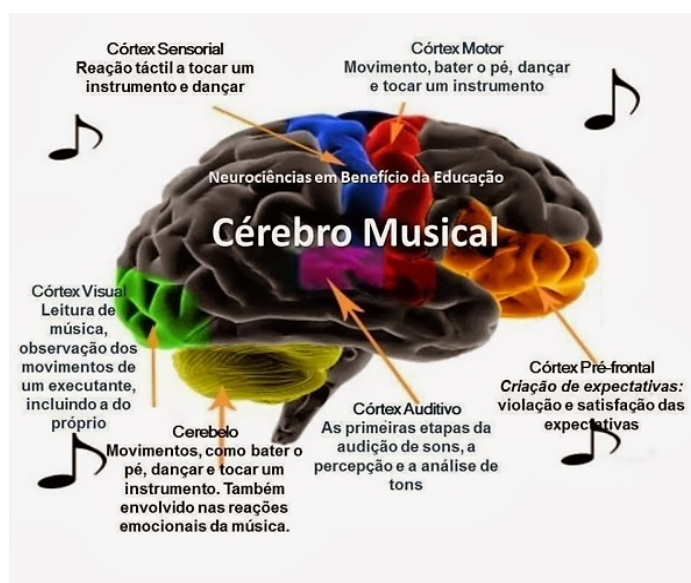 Córtex Sensorial
Reação táctil a tocar um
instrumento e dançar
Córtex Motor
Movimento, bater o pé, dançar
e tocar um instrumento
Neurociências em Benefício da Educação
Cérebro Musical
Córtex Visual
Leitura de
música,
observação dos
movimentos de
um executante,
incluindo a do
próprio
Cerebelo
Movimentos, como bater o
pé, dançar e tocar um
instrumento. Também
envolvido nas reações
emocionais da música.
Córtex Auditivo
As primeiras etapas da
audição de sons, a
percepção e a análise de
tons
Córtex Pré-frontal
Criação de expectativas:
violação e satisfação das
expectativas